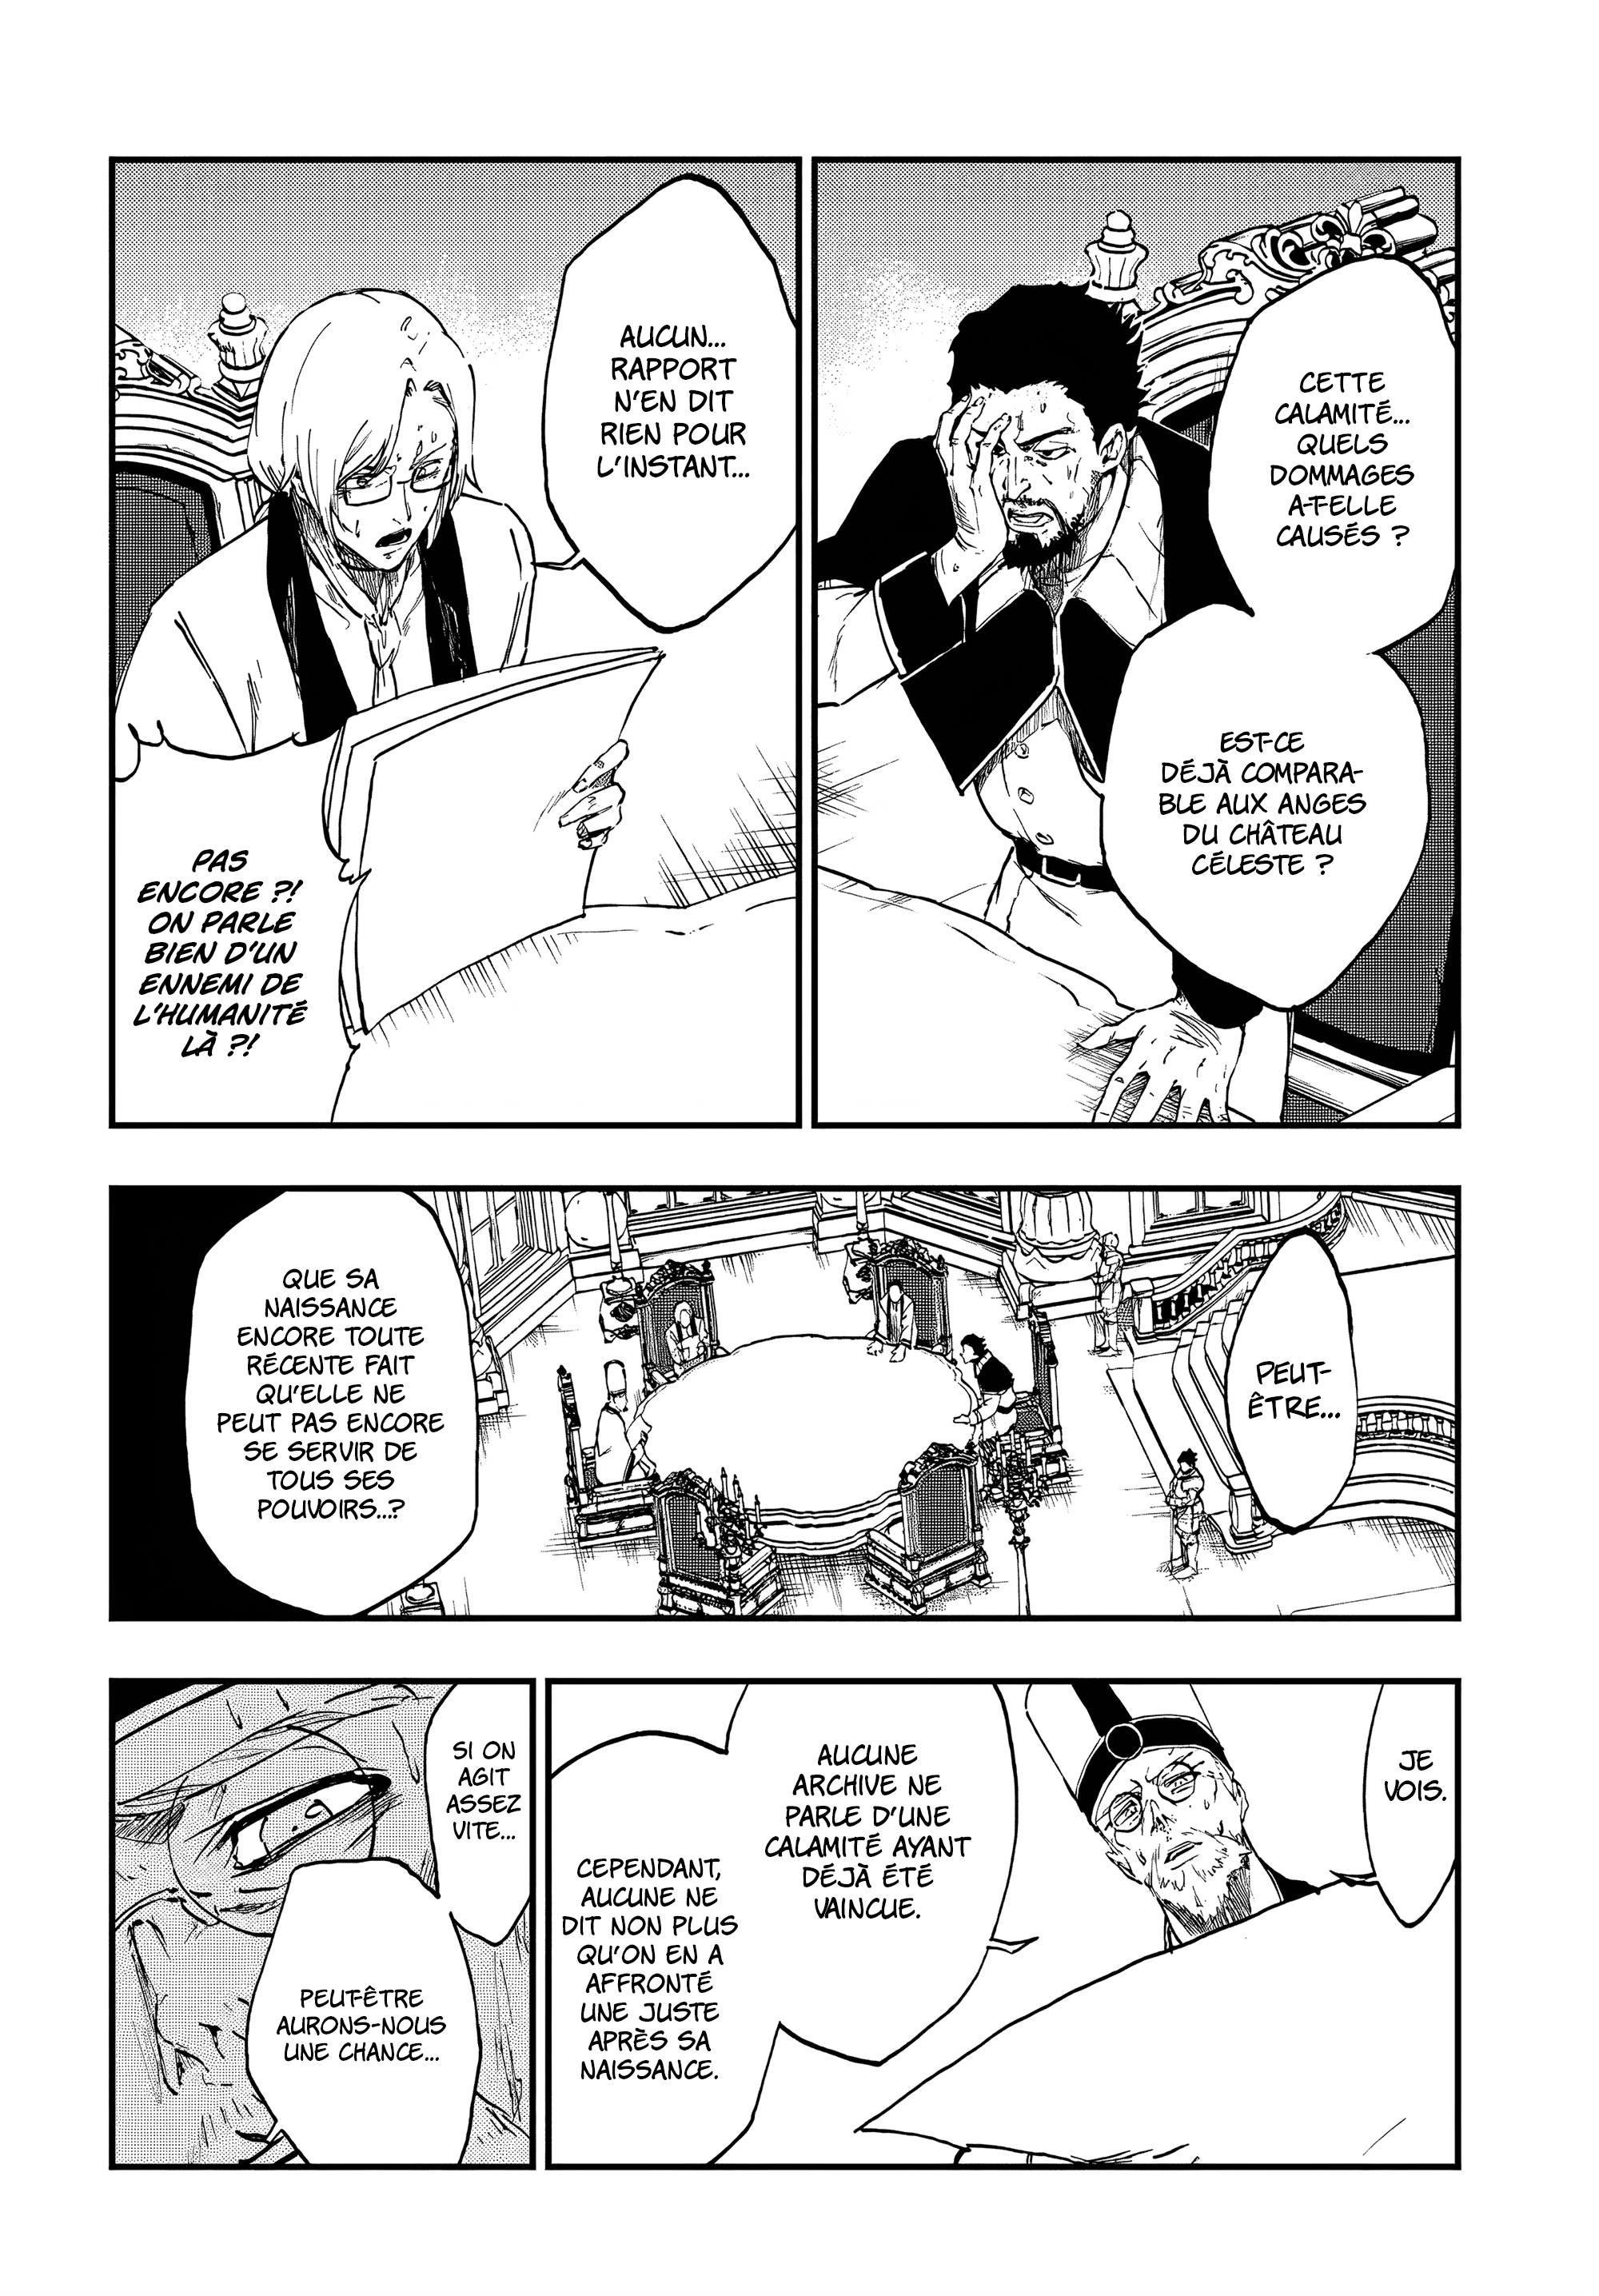 CETTE
CALAMITÉ...
QUELS
DOMMAGES
A-T-ELLE
CAUSÉS ?
EST-CE
DÉJÀ COMPARA-
BLE AUX ANGES
DU CHÂTEAU
CÉLESTE ?
AUCUN...
RAPPORT
N'EN DIT
RIEN POUR
L'INSTANT...
PAS
ENCORE ?!
ON PARLE
BIEN D'UN
ENNEMI DE
L'HUMANITÉ
LÀ ?!
PEUT-
ÊTRE...
QUE SA
NAISSANCE
ENCORE TOUTE
RÉCENTE FAIT
QU'ELLE NE
PEUT PAS ENCORE
SE SERVIR DE
TOUS SES
POUVOIRS...?
JE
VOIS.
AUCUNE
ARCHIVE NE
PARLE D'UNE
CALAMITÉ AYANT
DÉJÀ ÉTÉ
VAINCUE.
CEPENDANT,
AUCUNE NE
DIT NON PLUS
QU'ON EN A
AFFRONTÉ
UNE JUSTE
APRÈS SA
NAISSANCE.
SI ON
AGIT
ASSEZ
VITE...
PEUT-ÊTRE
AURONS-NOUS
UNE CHANCE...